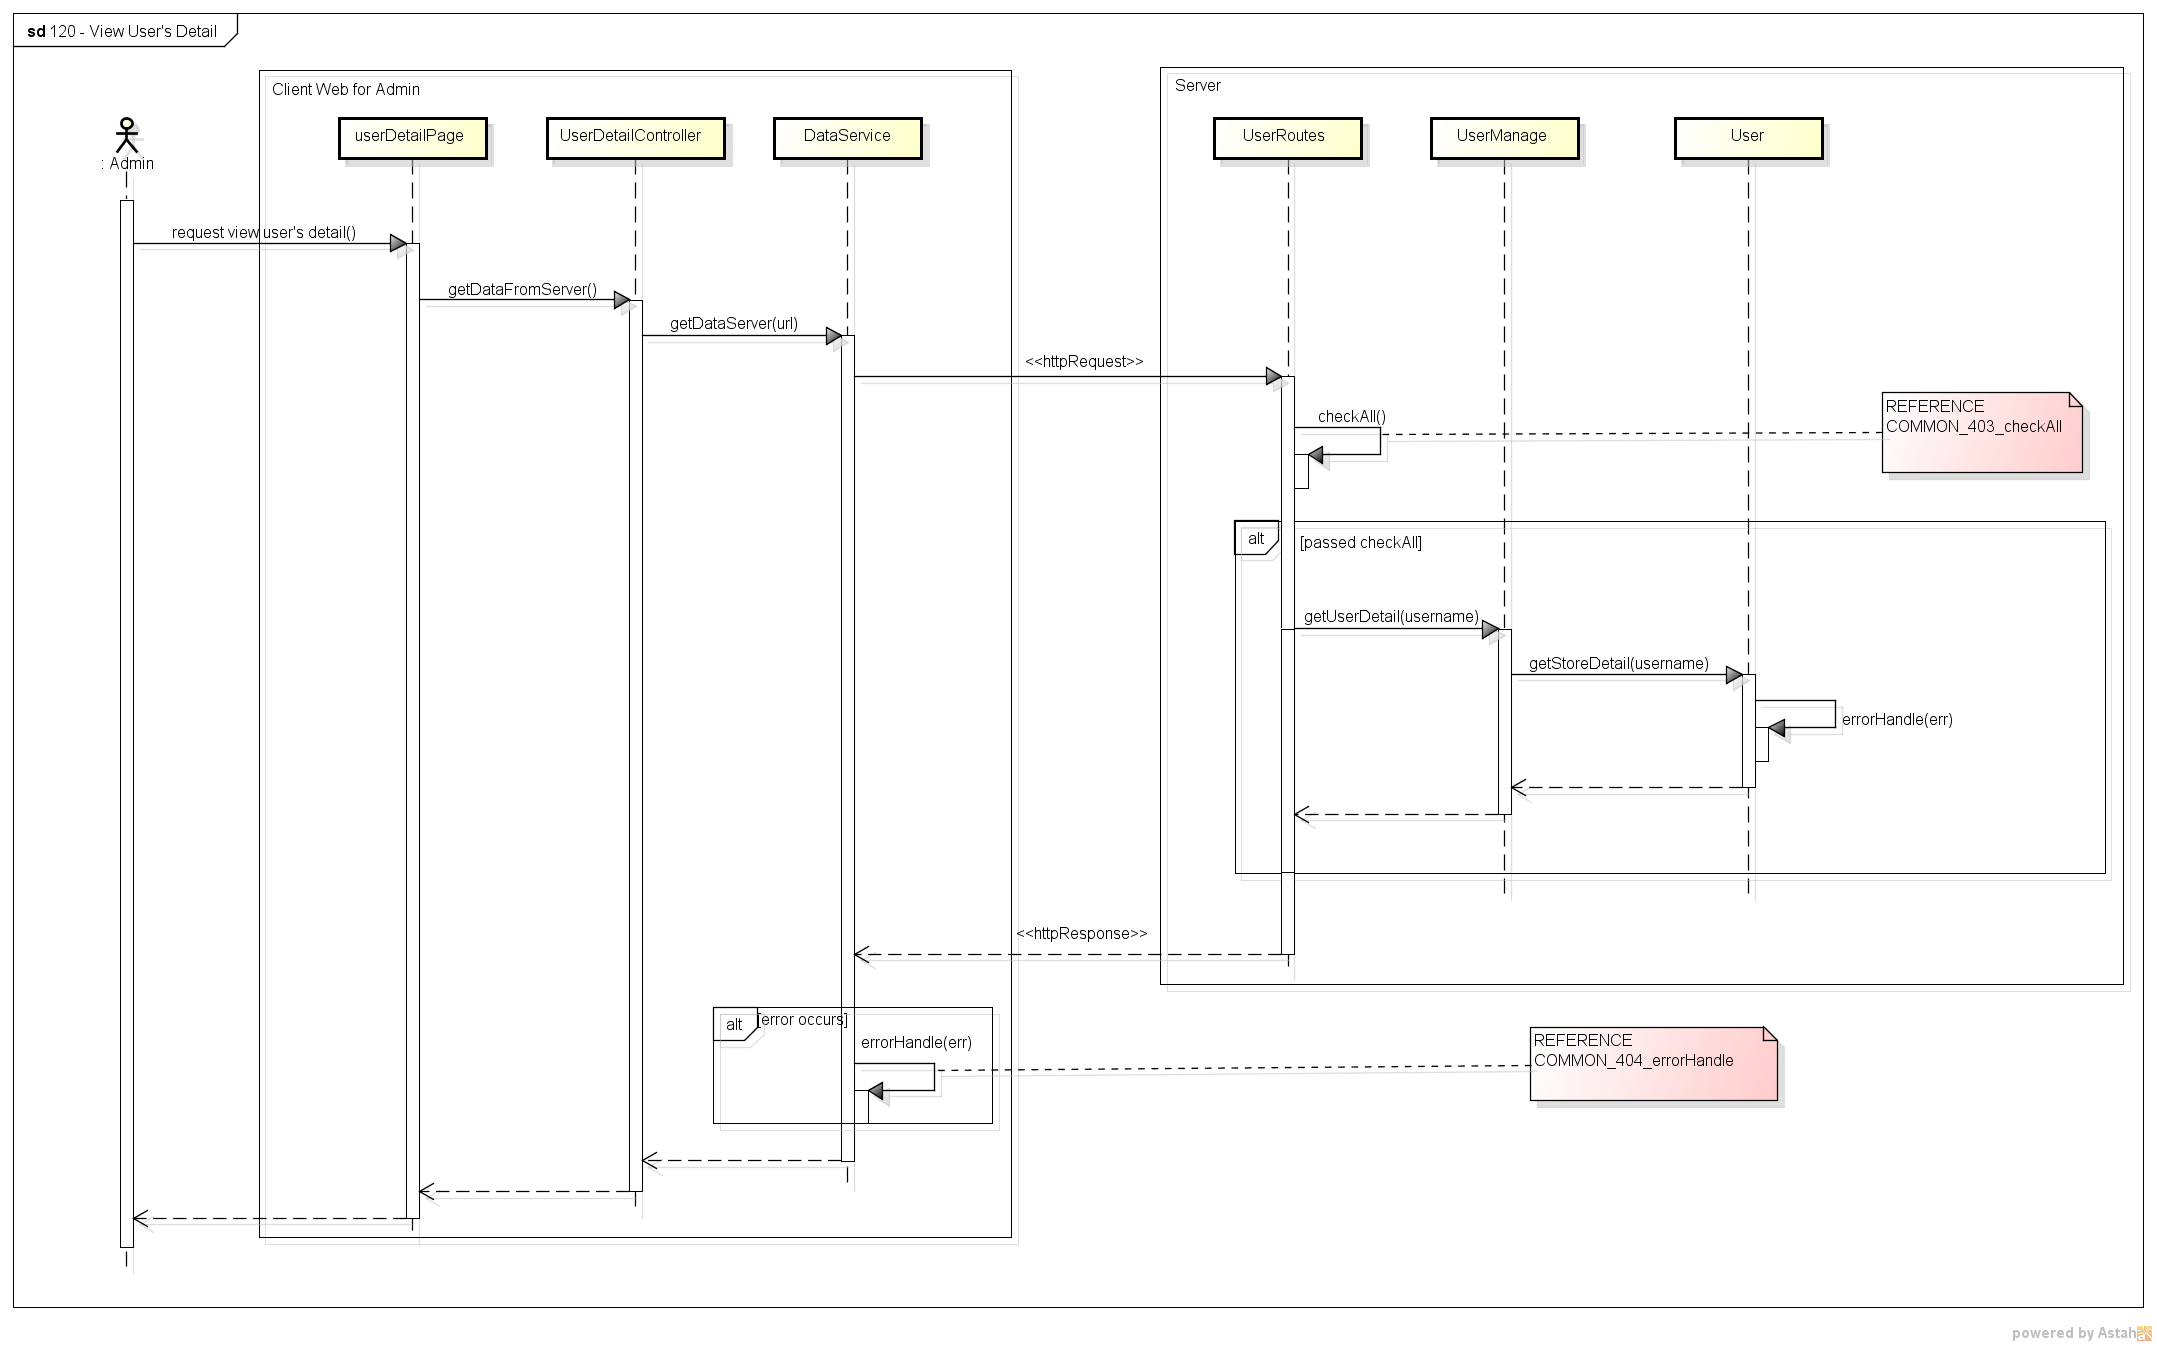 sd 120 - View User's Detail
Client Web for Admin
Server
userDetailPage
UserDetailController
DataService
UserRoutes
UserManage
User
: Admin
request view user's detail()
getDataFromServer()
getDataServer(url)
<<httpRequest>>
checkAll()
REFERENCE
COMMON_403_checkAll
alt
[passed checkAll]
getUserDetail(username)
getStoreDetail(username)
errorHandle(err)
<<httpResponse>>
alt
[error occurs]
errorHandle(err)
REFERENCE
COMMON_404_errorHandle
powered by Astah